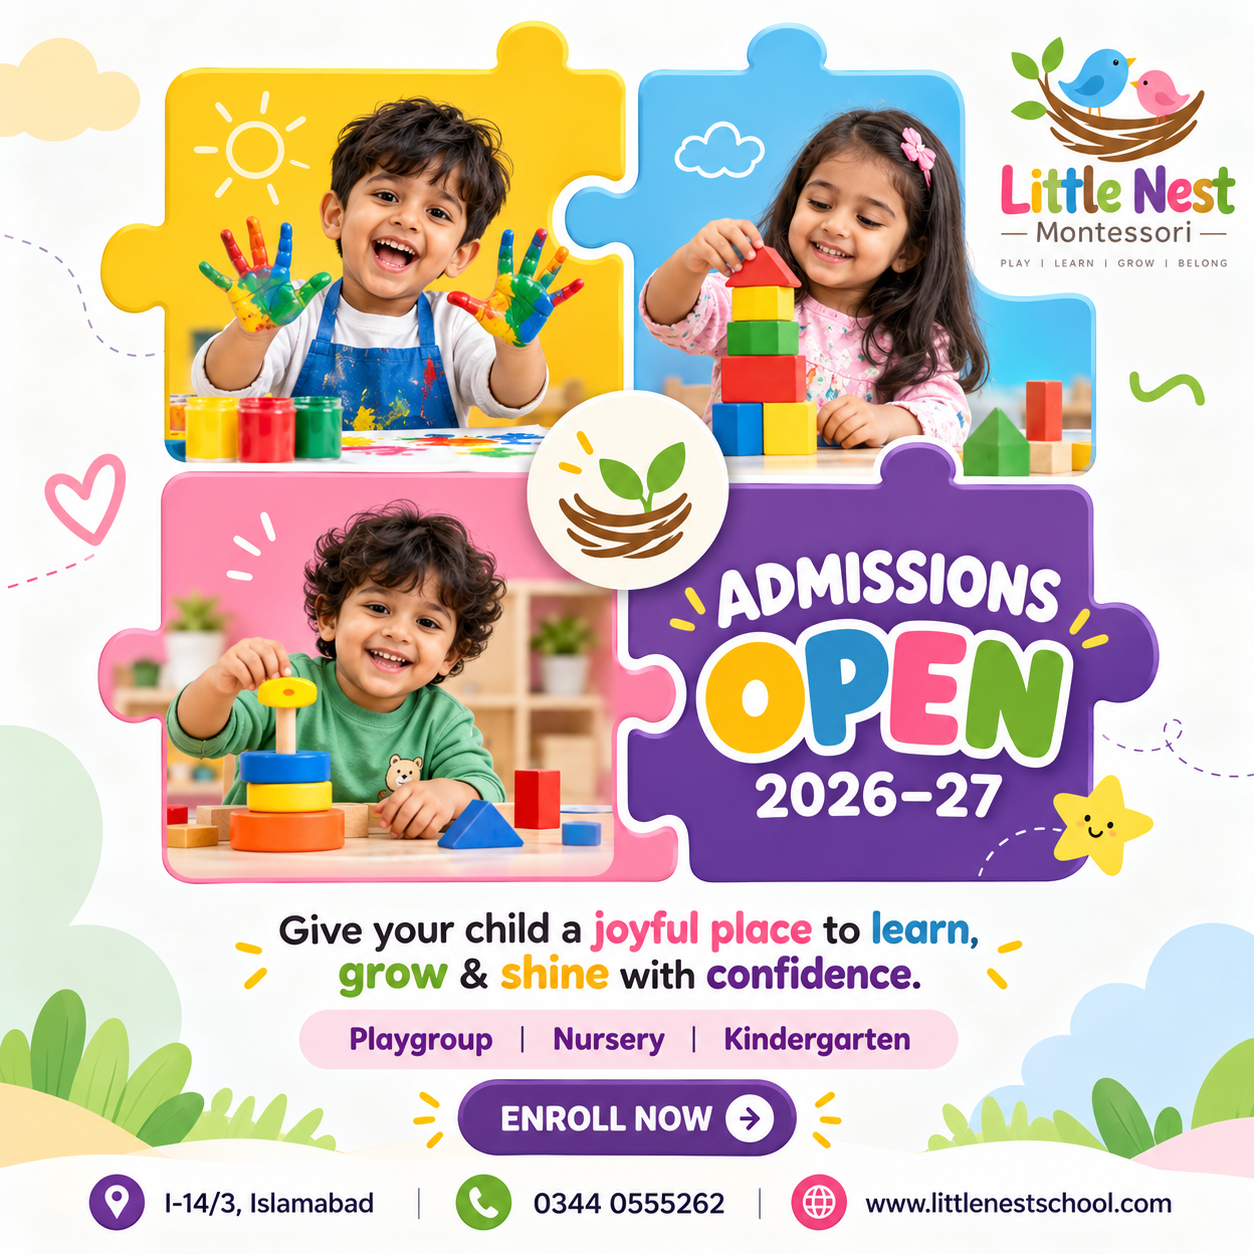 Little Nest
Montessori
PLAY | LEARN | GROW | BELONG
ADMISSIONS
OPEN
2026–27
Give your child a joyful place to learn,
grow & shine with confidence.
Playgroup | Nursery | Kindergarten
ENROLL NOW
I-14/3, Islamabad | 0344 0555262 | www.littlenestschool.com